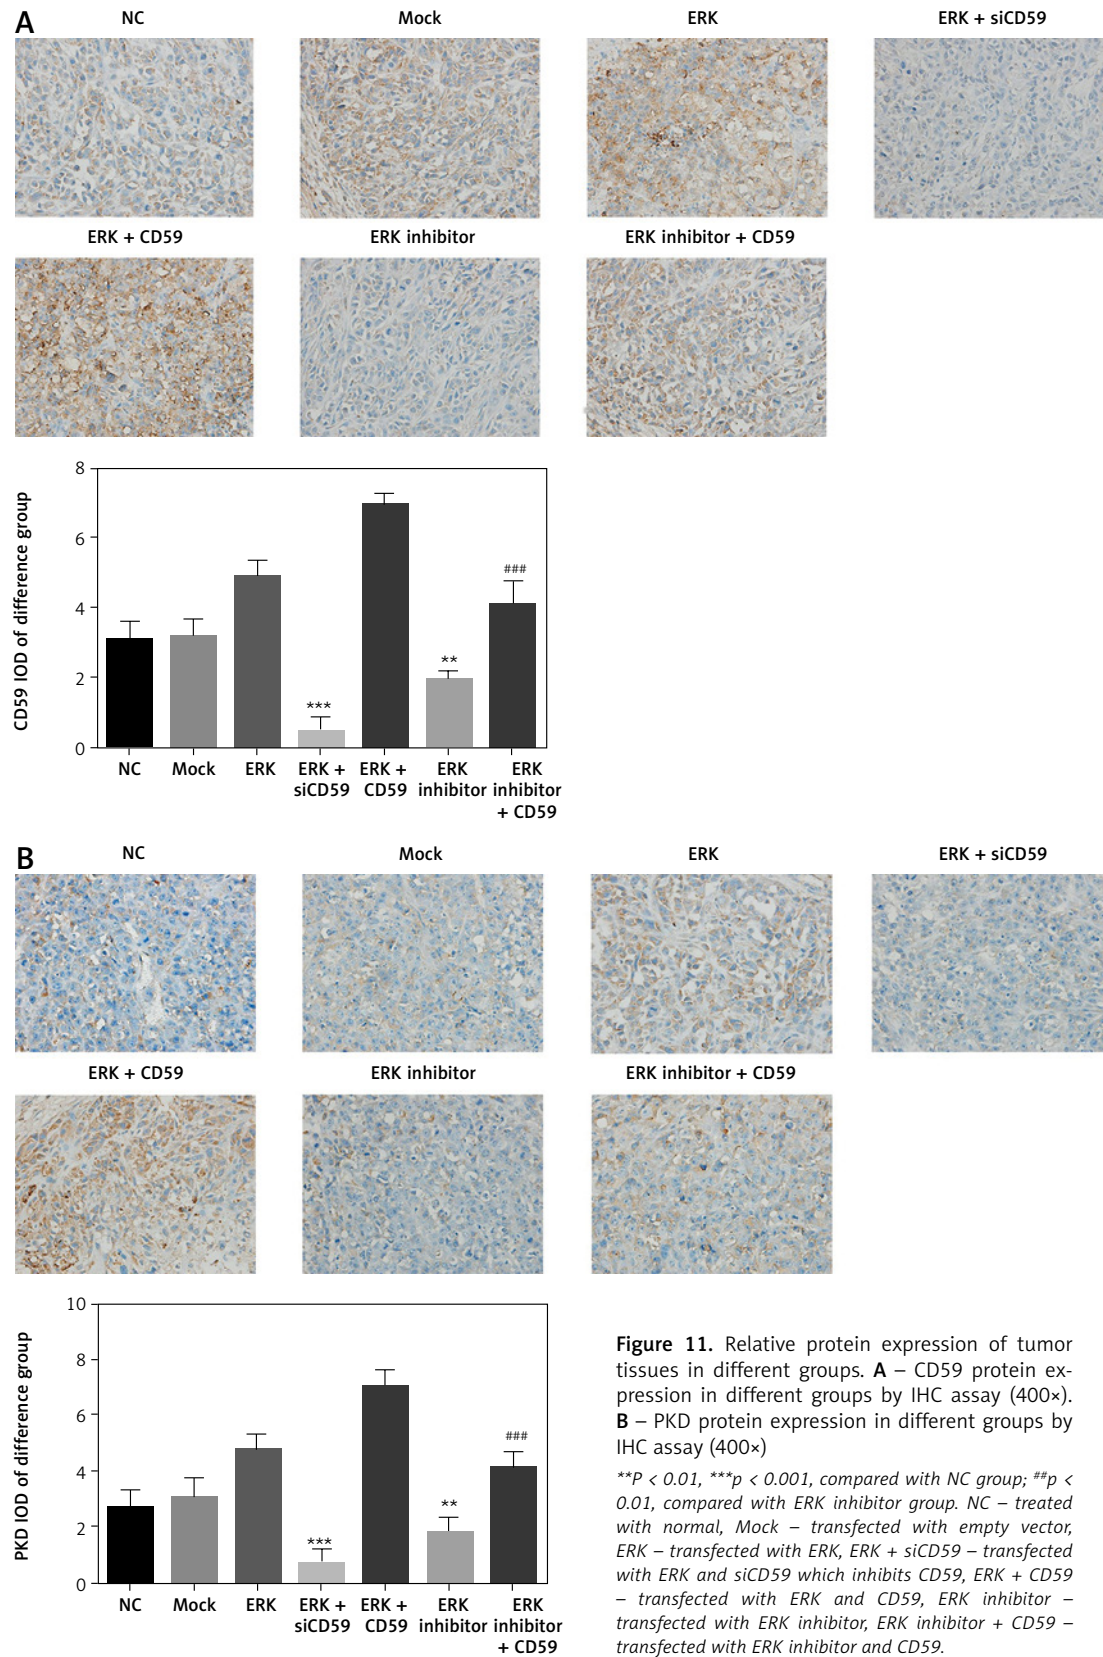 A
NC
Mock
ERK
ERK + siCD59
ERK + CD59
ERK inhibitor
ERK inhibitor + CD59
CD59 IOD of difference group
8
6
4
2
0
***
**
###
NC
Mock
ERK
ERK +
siCD59
ERK +
CD59
ERK
inhibitor
ERK
inhibitor
+ CD59
B
NC
Mock
ERK
ERK + siCD59
ERK + CD59
ERK inhibitor
ERK inhibitor + CD59
PKD IOD of difference group
10
8
6
4
2
0
***
**
###
NC
Mock
ERK
ERK +
siCD59
ERK +
CD59
ERK
inhibitor
ERK
inhibitor
+ CD59
Figure 11. Relative protein expression of tumor
tissues in different groups. A – CD59 protein ex-
pression in different groups by IHC assay (400×).
B – PKD protein expression in different groups by
IHC assay (400×)
**P < 0.01, ***p < 0.001, compared with NC group; ##p <
0.01, compared with ERK inhibitor group. NC – treated
with normal, Mock – transfected with empty vector,
ERK – transfected with ERK, ERK + siCD59 – transfected
with ERK and siCD59 which inhibits CD59, ERK + CD59
– transfected with ERK and CD59, ERK inhibitor –
transfected with ERK inhibitor, ERK inhibitor + CD59 –
transfected with ERK inhibitor and CD59.